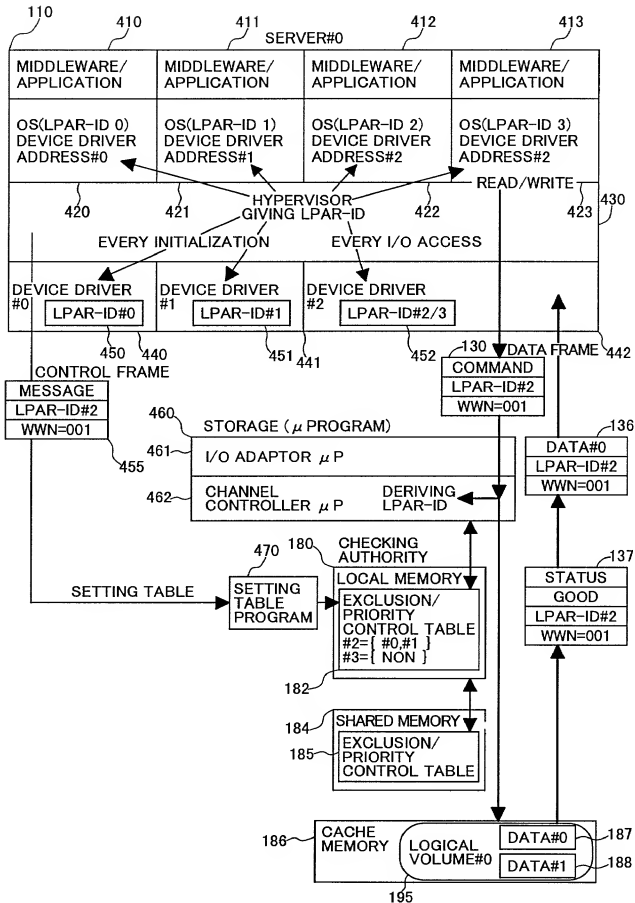 110
410
411
412
413
SERVER#0
MIDDLEWARE/
APPLICATION
MIDDLEWARE/
APPLICATION
MIDDLEWARE/
APPLICATION
MIDDLEWARE/
APPLICATION
OS(LPAR-ID 0)
DEVICE DRIVER
ADDRESS#0
OS(LPAR-ID 1)
DEVICE DRIVER
ADDRESS#1
OS(LPAR-ID 2)
DEVICE DRIVER
ADDRESS#2
OS(LPAR-ID 3)
DEVICE DRIVER
ADDRESS#2
420
421
HYPERVISOR
GIVING LPAR-ID
422
READ/WRITE
423
430
EVERY INITIALIZATION
EVERY I/O ACCESS
DEVICE DRIVER
#0
LPAR-ID#0
DEVICE DRIVER
#1
LPAR-ID#1
DEVICE DRIVER
#2
LPAR-ID#2/3
450
440
451
441
452
130
DATA FRAME
442
CONTROL FRAME
MESSAGE
LPAR-ID#2
WWN=001
455
COMMAND
LPAR-ID#2
WWN=001
460
STORAGE (μ PROGRAM)
461
I/O ADAPTOR μP
462
CHANNEL
CONTROLLER μP
DERIVING
LPAR-ID
136
DATA#0
LPAR-ID#2
WWN=001
137
STATUS
GOOD
LPAR-ID#2
WWN=001
470
SETTING TABLE
SETTING
TABLE
PROGRAM
180
CHECKING
AUTHORITY
LOCAL MEMORY
EXCLUSION/
PRIORITY
CONTROL TABLE
#2={ #0,#1 }
#3={ NON }
182
184
SHARED MEMORY
185
EXCLUSION/
PRIORITY
CONTROL TABLE
186
CACHE
MEMORY
LOGICAL
VOLUME#0
DATA#0
187
DATA#1
188
195